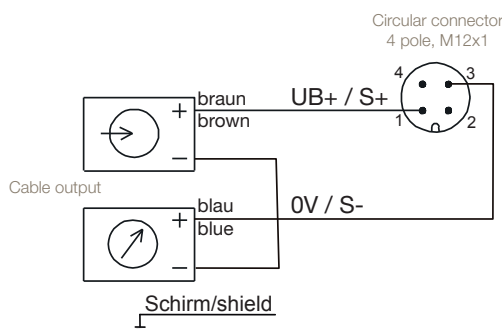 Circular connector
4 pole, M12x1
4
3
1
2
braun
brown
UB+ / S+
+
−
Cable output
blau
blue
0V / S-
+
−
Schirm/shield